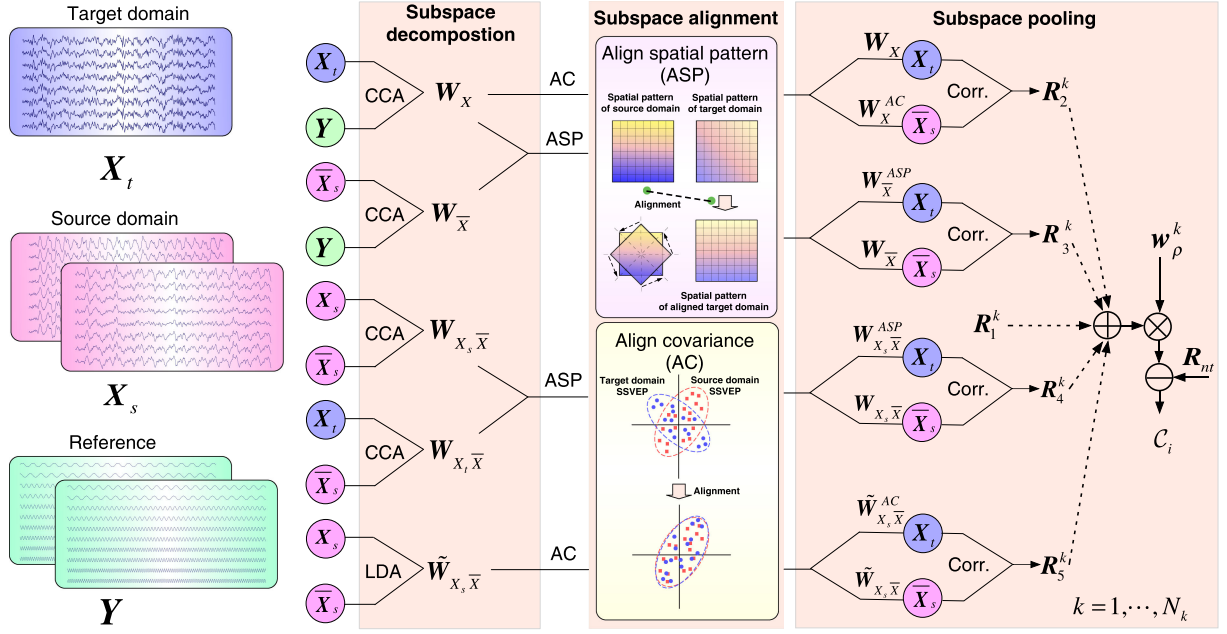 Target domain
X_t
Source domain
X_s
Reference
Y
Subspace
decompostion
X_t
Y
CCA
W_X
X̅_s
Y
CCA
W_X̅
X_s
X̅_s
CCA
W_{X_s X̅}
X_t
X̅_s
CCA
W_{X_t X̅}
X_s
X̅_s
LDA
W̃_{X_s X̅}
AC
ASP
ASP
AC
Subspace alignment
Align spatial pattern
(ASP)
Spatial pattern
of source domain
Spatial pattern
of target domain
Alignment
Spatial pattern
of aligned target domain
Align covariance
(AC)
Target domain
SSVEP
Source domain
SSVEP
Alignment
Subspace pooling
W_X
X_t
W_X^{AC}
X̅_s
Corr.
R_2^k
W_X̅^{ASP}
X_t
W_X̅
X̅_s
Corr.
R_3^k
R_1^k
W_{X_s X̅}^{ASP}
X_t
W_{X_s X̅}
X̅_s
Corr.
R_4^k
W̃_{X_s X̅}^{AC}
X_t
W̃_{X_s X̅}
X̅_s
Corr.
R_5^k
w_ρ^k
R_{nt}
C_i
k = 1,⋯,N_k